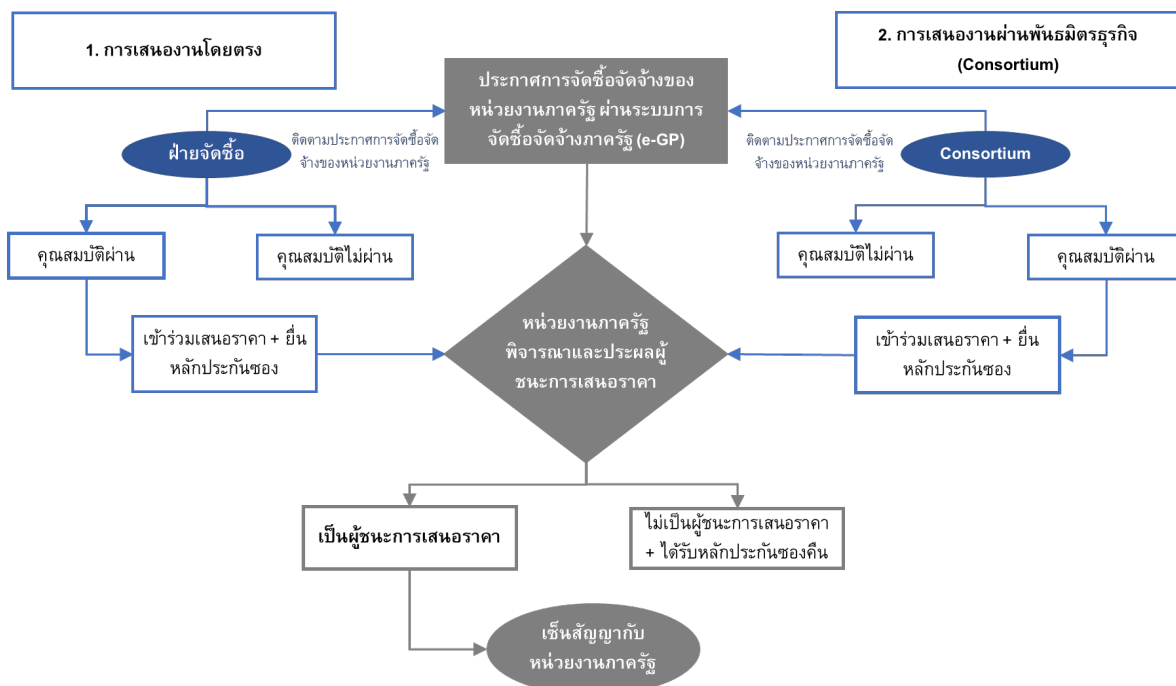 1. การเสนองานโดยตรง
2. การเสนองานผ่านพันธมิตรธุรกิจ
(Consortium)
ประกาศการจัดซื้อจัดจ้างของ
หน่วยงานภาครัฐ ผ่านระบบการ
จัดซื้อจัดจ้างภาครัฐ (e-GP)
ฝ่ายจัดซื้อ
ติดตามประกาศการจัดซื้อจัด
จ้างของหน่วยงานภาครัฐ
ติดตามประกาศการจัดซื้อจัด
จ้างของหน่วยงานภาครัฐ
Consortium
คุณสมบัติผ่าน
คุณสมบัติไม่ผ่าน
คุณสมบัติไม่ผ่าน
คุณสมบัติผ่าน
เข้าร่วมเสนอราคา + ยื่น
หลักประกันซอง
หน่วยงานภาครัฐ
พิจารณาและประผลผู้
ชนะการเสนอราคา
เข้าร่วมเสนอราคา + ยื่น
หลักประกันซอง
เป็นผู้ชนะการเสนอราคา
ไม่เป็นผู้ชนะการเสนอราคา
+ ได้รับหลักประกันซองคืน
เซ็นสัญญากับ
หน่วยงานภาครัฐ